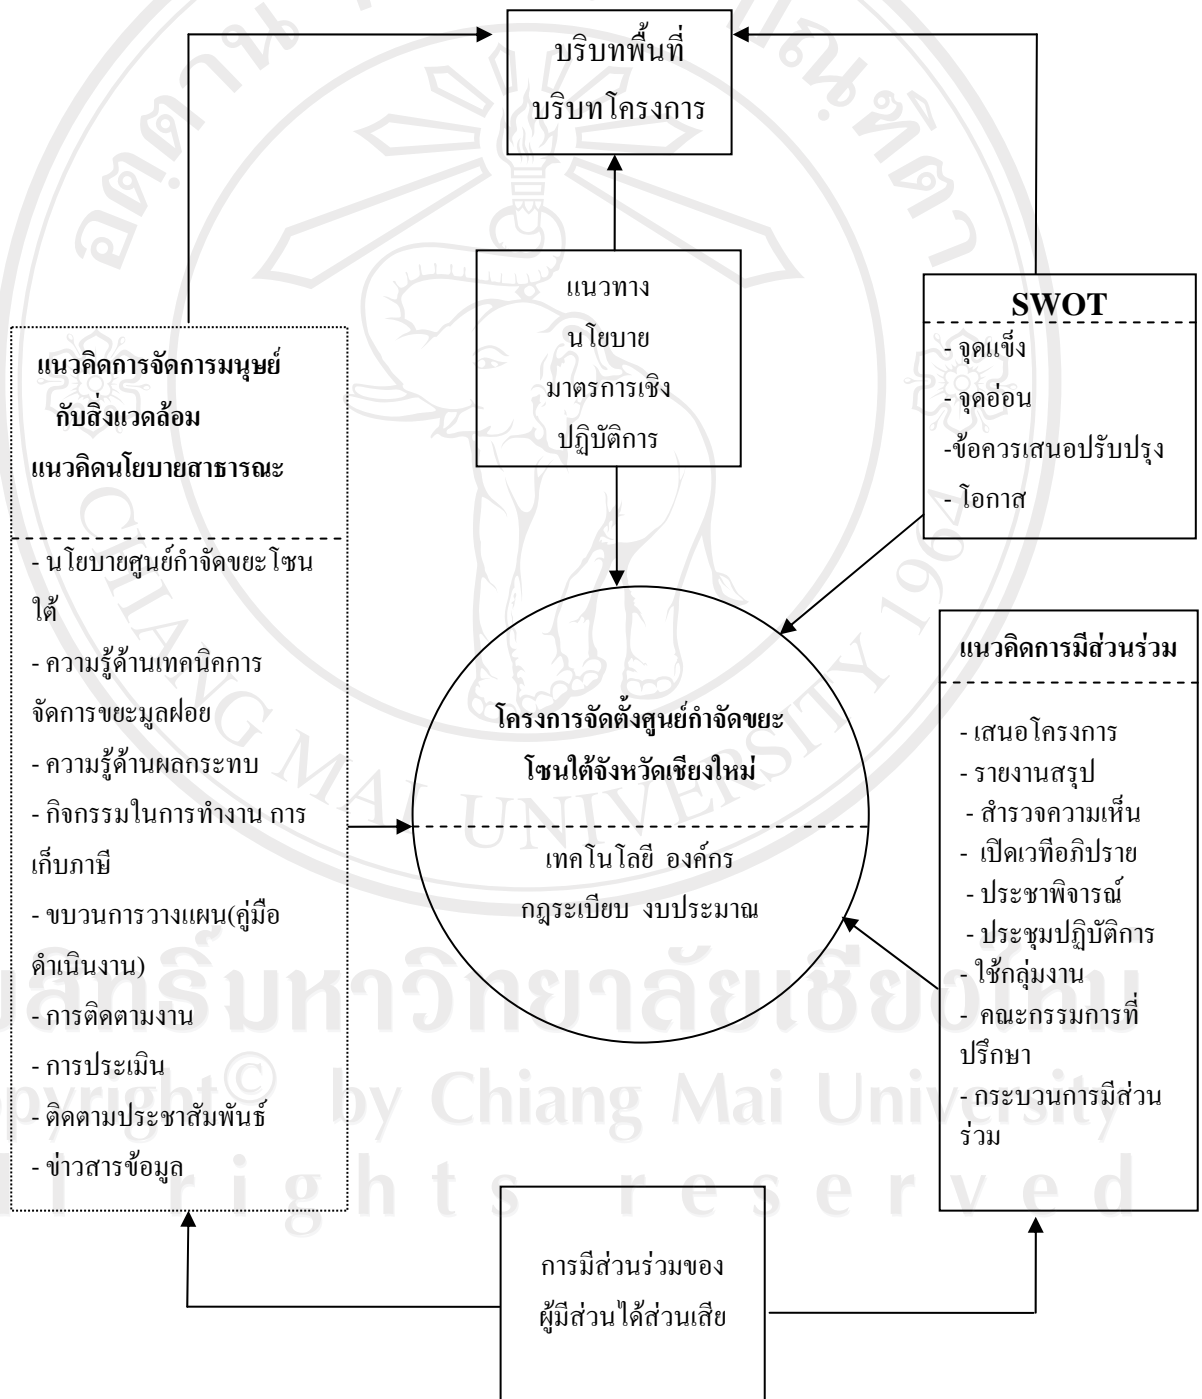 บริบทพื้นที่
บริบทโครงการ
แนวทาง
นโยบาย
มาตรการเชิง
ปฏิบัติการ
SWOT
- จุดแข็ง
- จุดอ่อน
-ข้อควรเสนอปรับปรุง
- โอกาส
แนวคิดการจัดการมนุษย์
กับสิ่งแวดล้อม
แนวคิดนโยบายสาธารณะ
- นโยบายศูนย์กำจัดขยะโซน
ใต้
- ความรู้ด้านเทคนิคการ
จัดการขยะมูลฝอย
- ความรู้ด้านผลกระทบ
- กิจกรรมในการทำงาน การ
เก็บภาษี
- ขบวนการวางแผน(คู่มือ
ดำเนินงาน)
- การติดตามงาน
- การประเมิน
- ติดตามประชาสัมพันธ์
- ข่าวสารข้อมูล
โครงการจัดตั้งศูนย์กำจัดขยะ
โซนใต้จังหวัดเชียงใหม่
เทคโนโลยี องค์กร
กฎระเบียบ งบประมาณ
แนวคิดการมีส่วนร่วม
- เสนอโครงการ
- รายงานสรุป
- สำรวจความเห็น
- เปิดเวทีอภิปราย
- ประชาพิจารณ์
- ประชุมปฏิบัติการ
- ใช้กลุ่มงาน
- คณะกรรมการที่
ปรึกษา
- กระบวนการมีส่วน
ร่วม
การมีส่วนร่วมของ
ผู้มีส่วนได้ส่วนเสีย
CHIANG MAI UNIVERSITY 1964
มหาวิทยาลัยเชียงใหม่
by Chiang Mai University
rights reserved